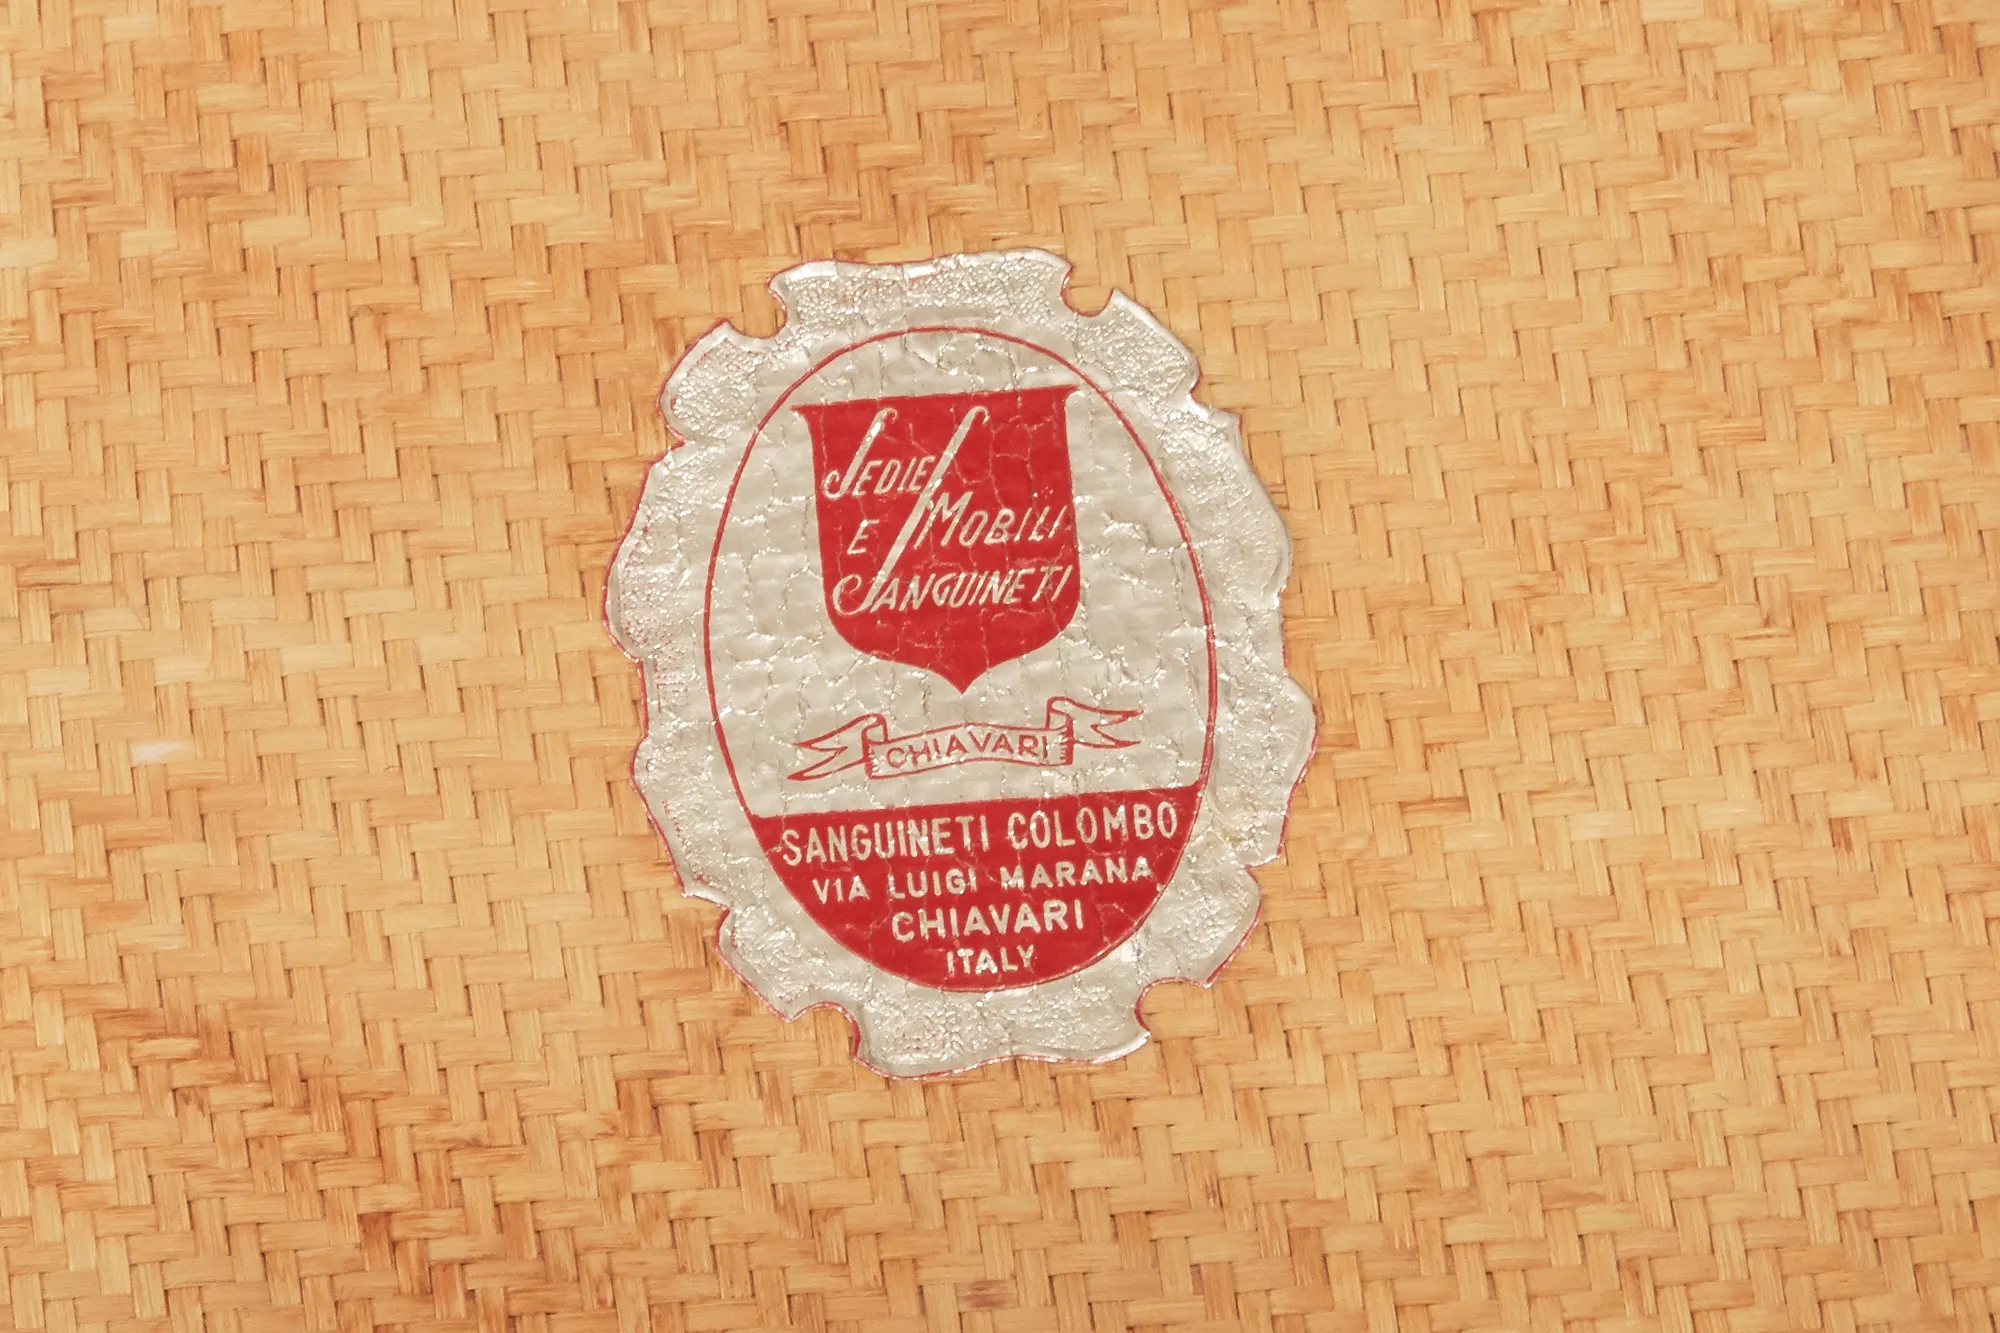 SEDIE
E MOBILI
SANGUINETI
CHIAVARI
SANGUINETI COLOMBO
VIA LUIGI MARANA
CHIAVARI
ITALY